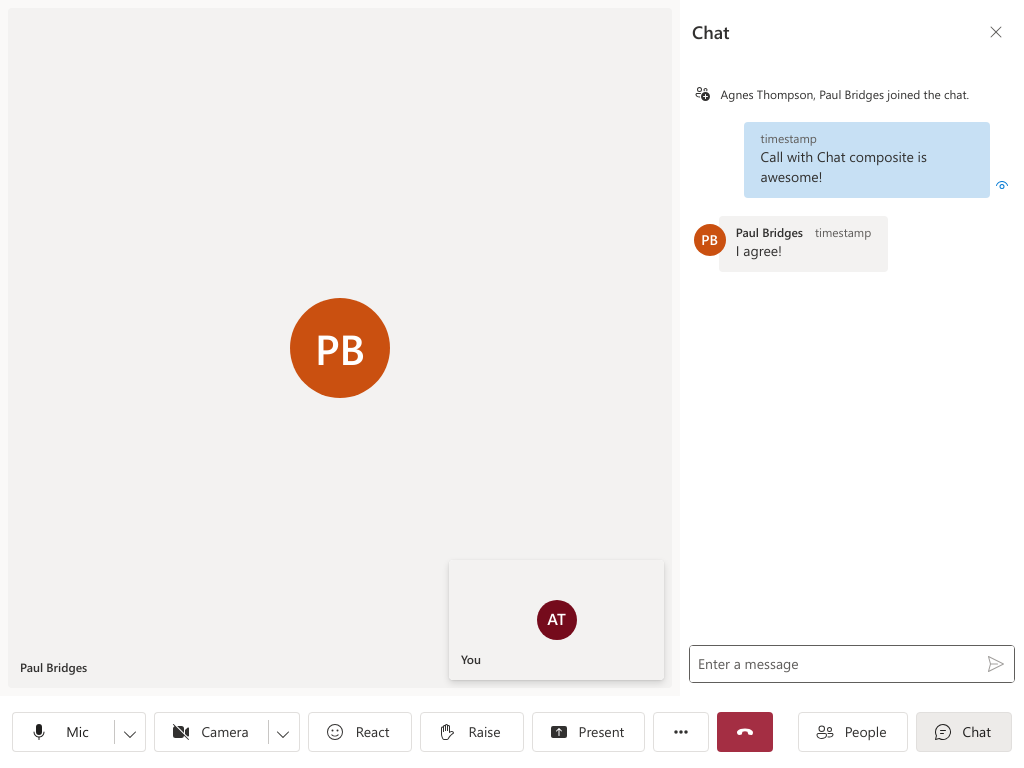 Chat
Agnes Thompson, Paul Bridges joined the chat.
timestamp
Call with Chat composite is
awesome!
PB
Paul Bridges timestamp
I agree!
PB
AT
You
Paul Bridges
Enter a message
Mic
Camera
React
Raise
Present
People
Chat